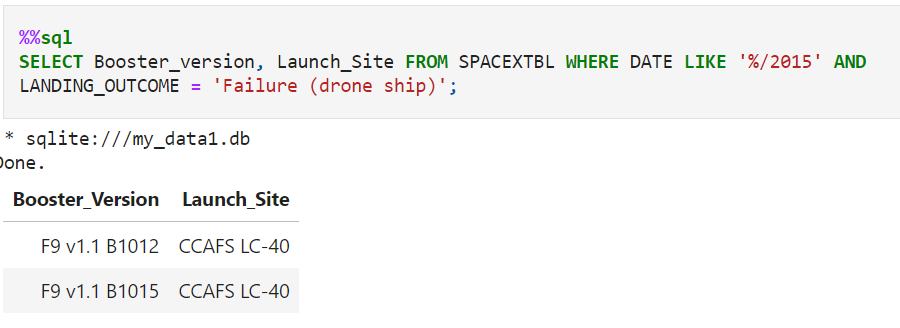 %%sql
SELECT Booster_version, Launch_Site FROM SPACEXTBL WHERE DATE LIKE '%/2015' AND
LANDING_OUTCOME = 'Failure (drone ship)';
* sqlite:///my_data1.db
Done.
Booster_Version Launch_Site
F9 v1.1 B1012 CCAFS LC-40
F9 v1.1 B1015 CCAFS LC-40